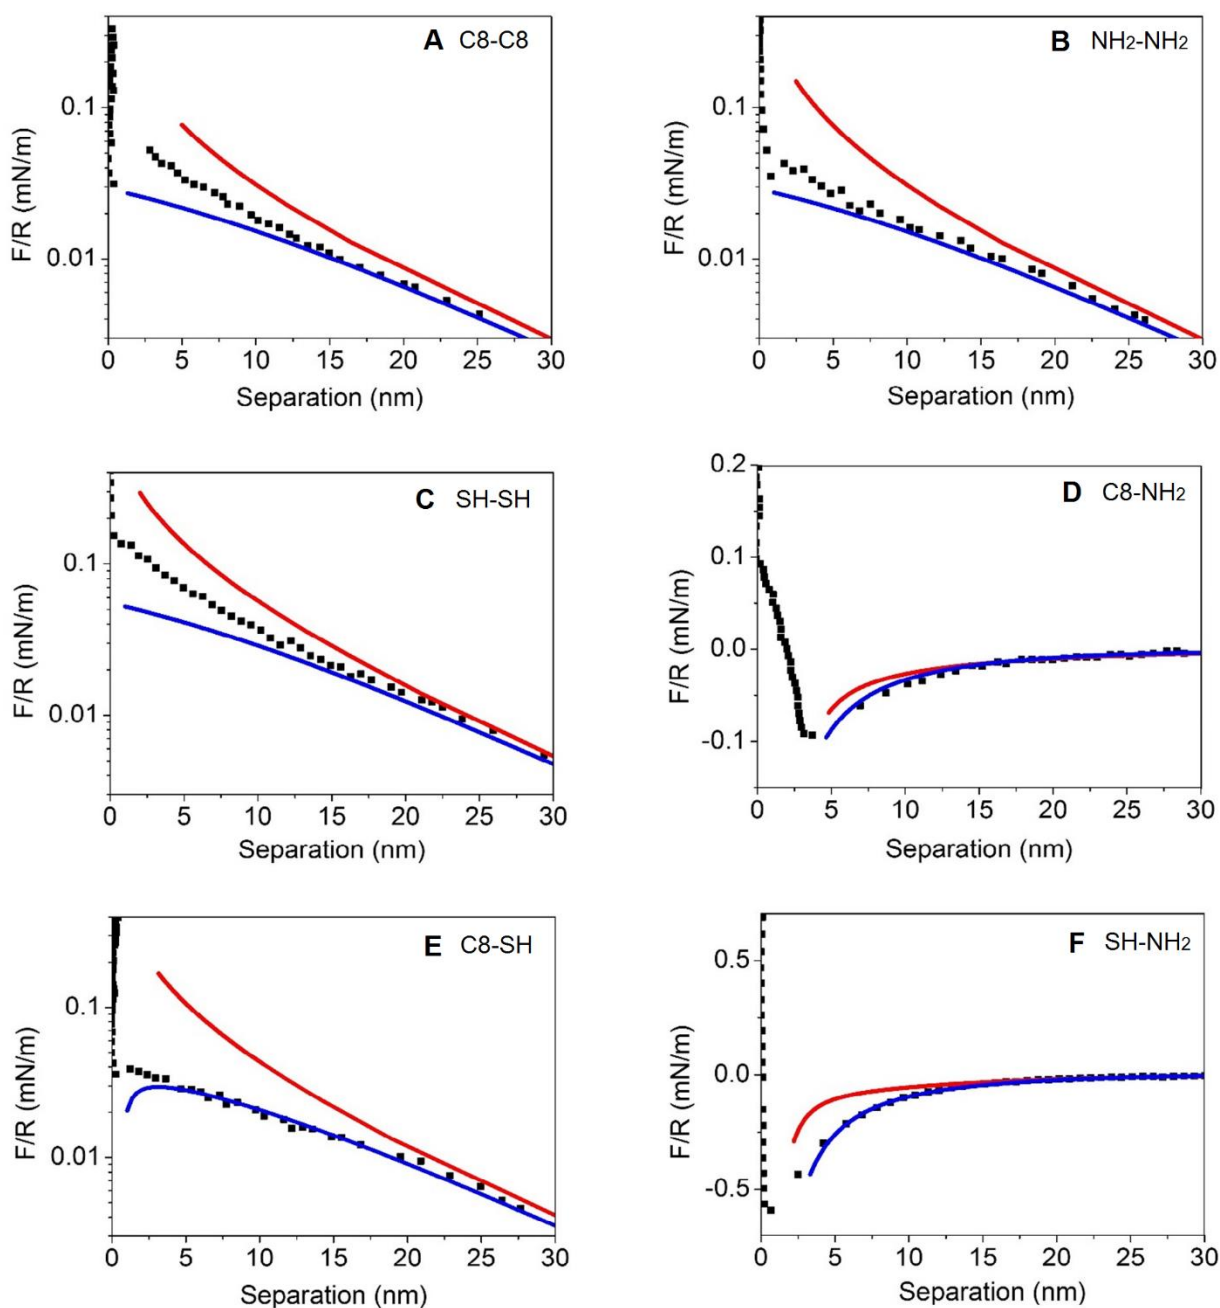 A C8-C8
0.1
0.01
F/R (mN/m)
0 5 10 15 20 25 30
Separation (nm)
B NH₂-NH₂
0.1
0.01
F/R (mN/m)
0 5 10 15 20 25 30
Separation (nm)
C SH-SH
0.1
0.01
F/R (mN/m)
0 5 10 15 20 25 30
Separation (nm)
D C8-NH₂
0.2
0.1
0.0
-0.1
F/R (mN/m)
0 5 10 15 20 25 30
Separation (nm)
E C8-SH
0.1
0.01
F/R (mN/m)
0 5 10 15 20 25 30
Separation (nm)
F SH-NH₂
0.5
0.0
-0.5
F/R (mN/m)
0 5 10 15 20 25 30
Separation (nm)